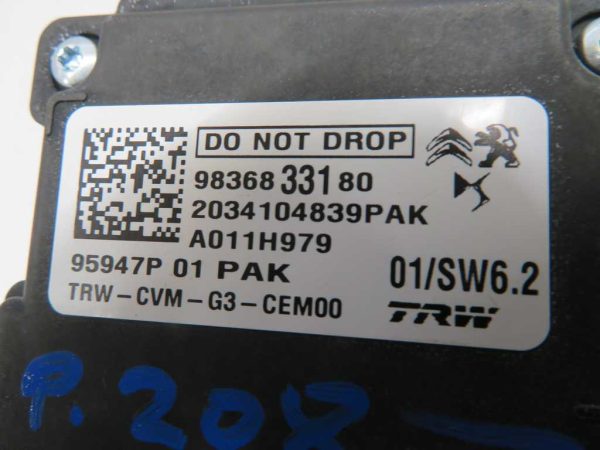 DO NOT DROP
98368 331 80
2034104839PAK
A011H979
95947P 01 PAK
01/SW6.2
TRW-CVM-G3-CEM00
TRW
P.208